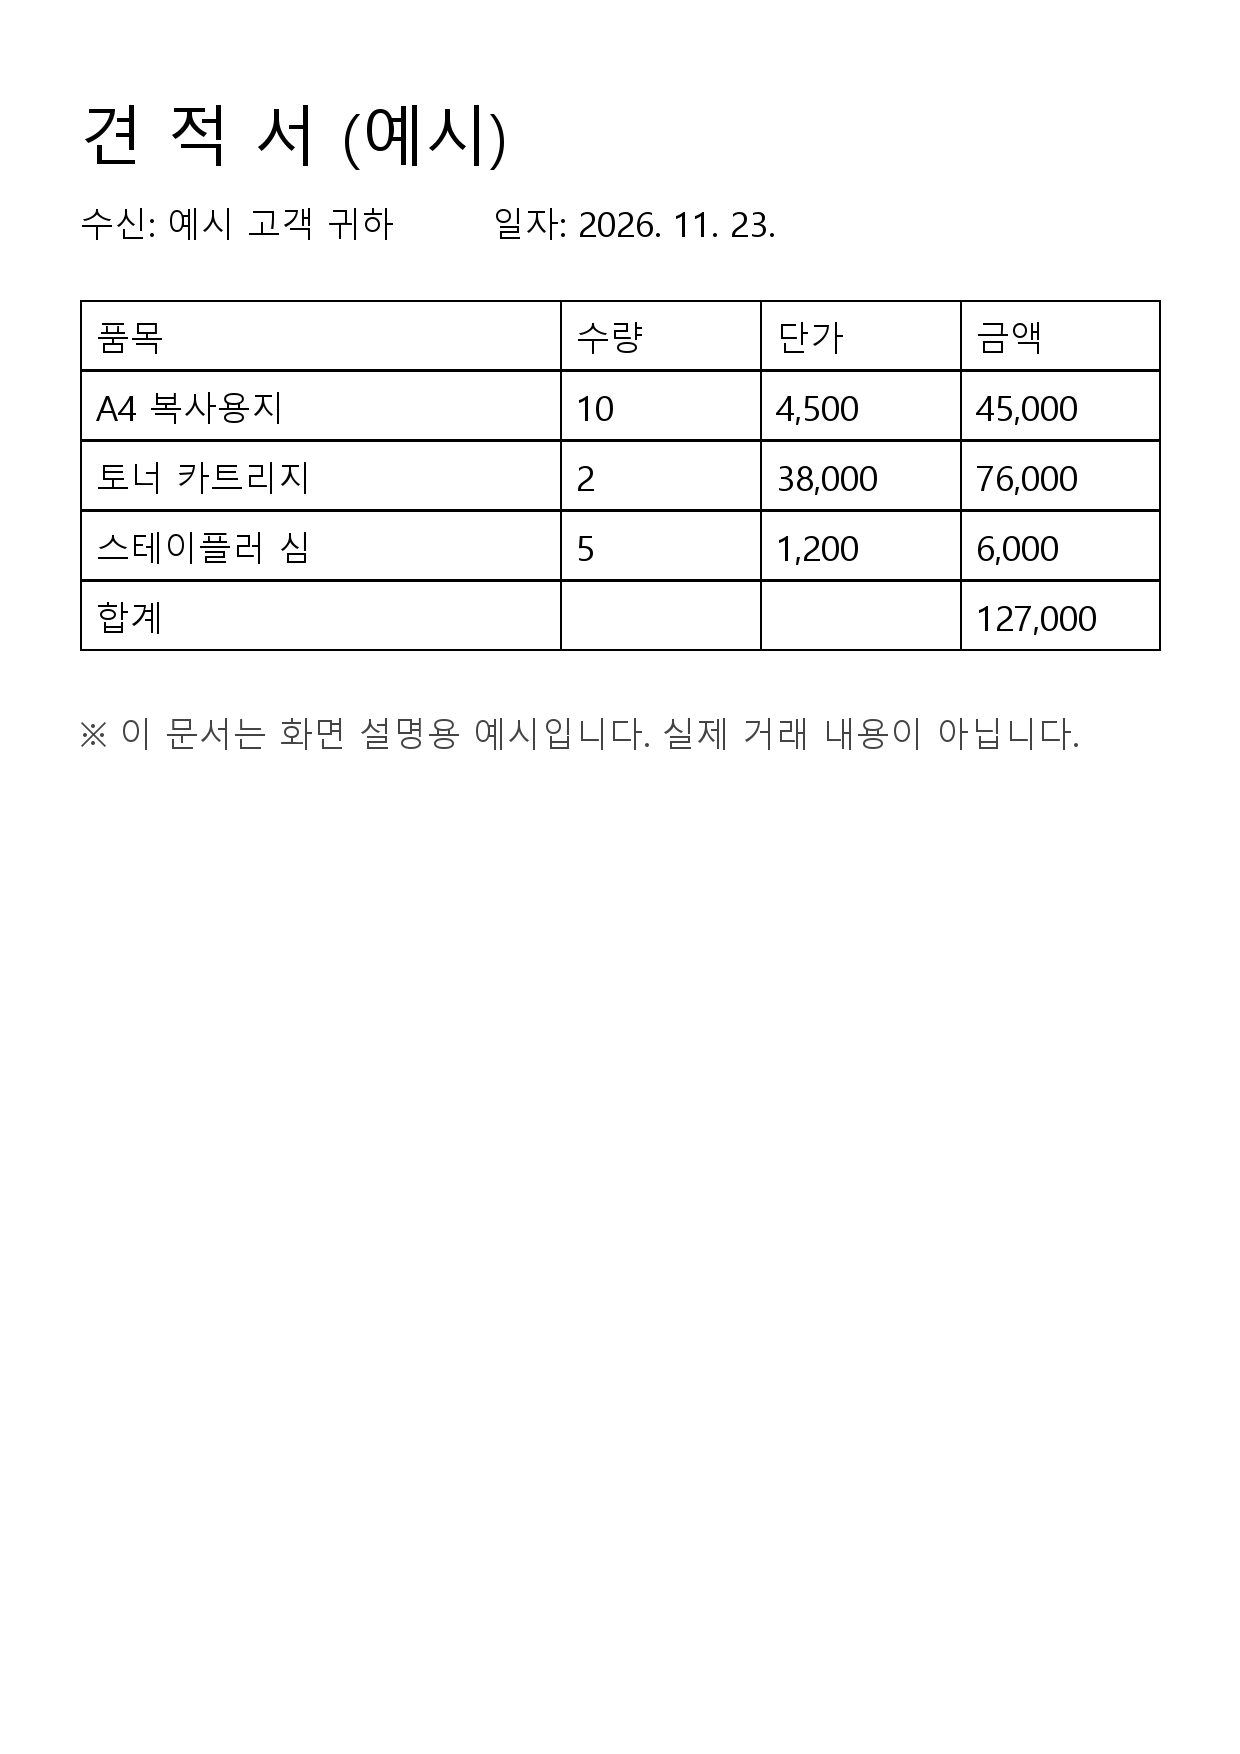 견 적 서 (예시)
수신: 예시 고객 귀하 일자: 2026. 11. 23.
품목 수량 단가 금액
A4 복사용지 10 4,500 45,000
토너 카트리지 2 38,000 76,000
스테이플러 심 5 1,200 6,000
합계 127,000
※ 이 문서는 화면 설명용 예시입니다. 실제 거래 내용이 아닙니다.